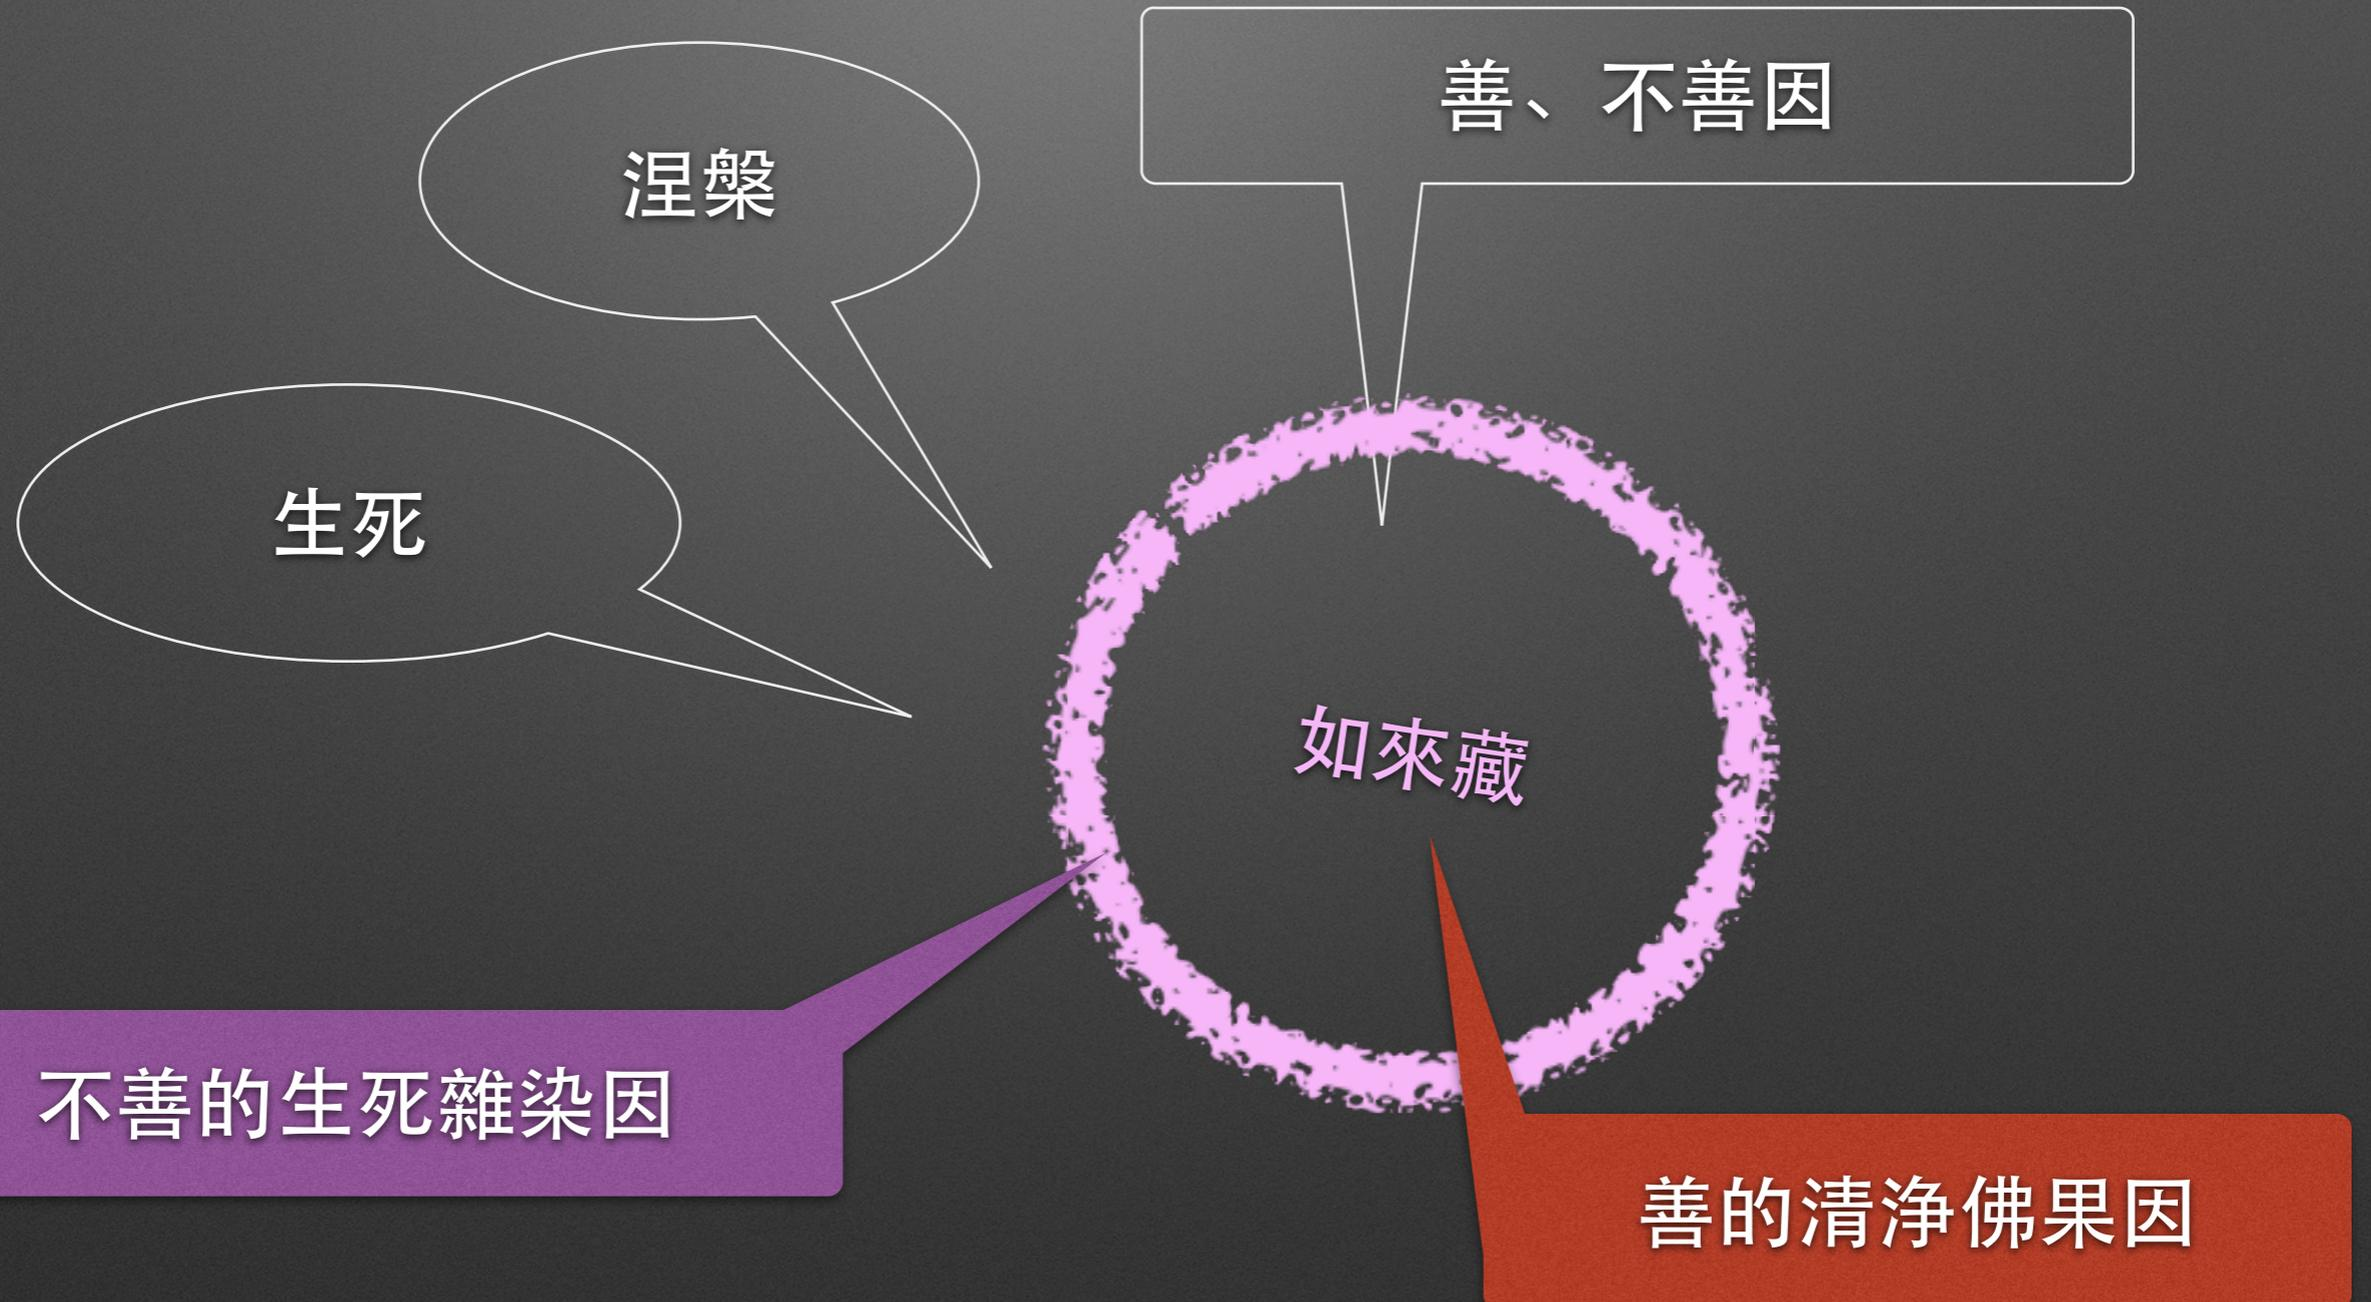 善、不善因
涅槃
生死
如來藏
不善的生死雜染因
善的清淨佛果因